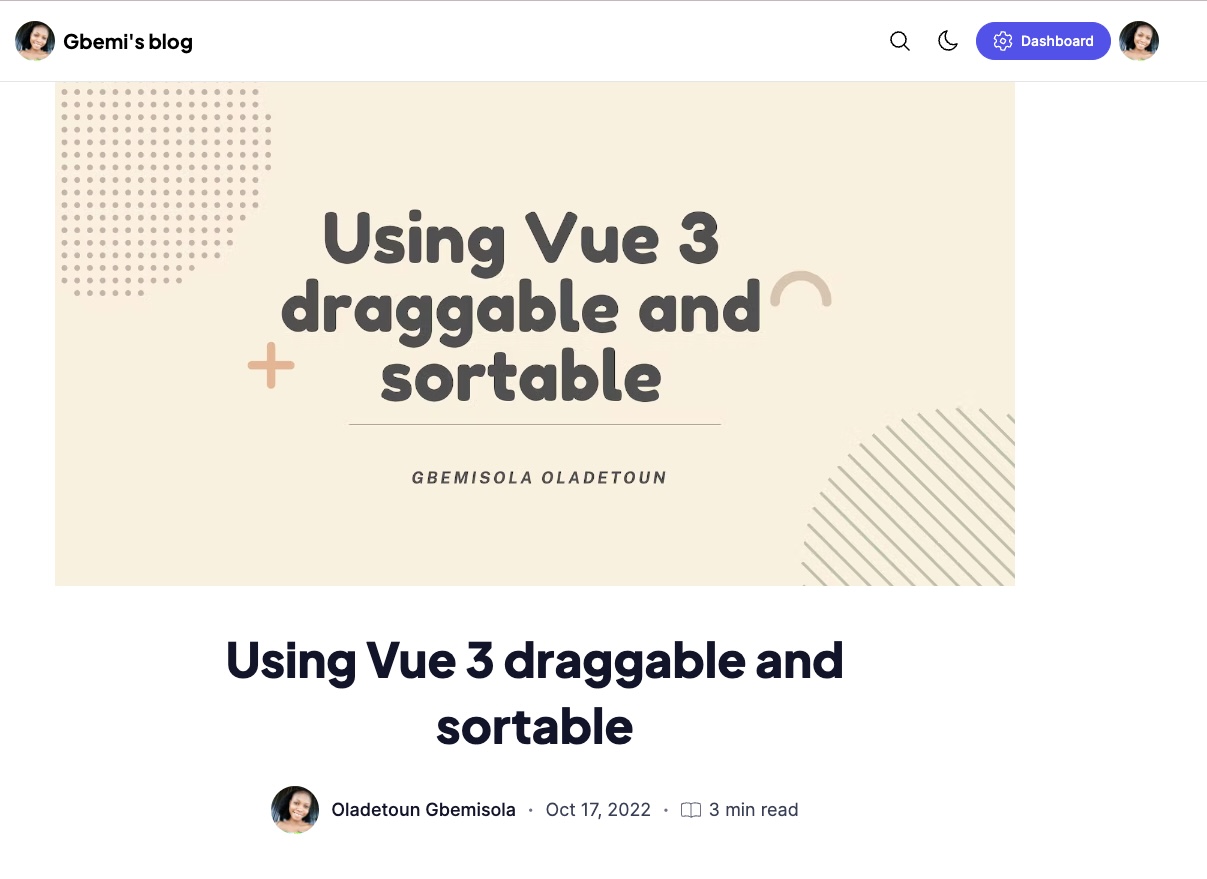 Gbemi's blog
Dashboard
Using Vue 3
draggable and
sortable
GBEMISOLA OLADETOUN
Using Vue 3 draggable and
sortable
Oladetoun Gbemisola · Oct 17, 2022 · 3 min read